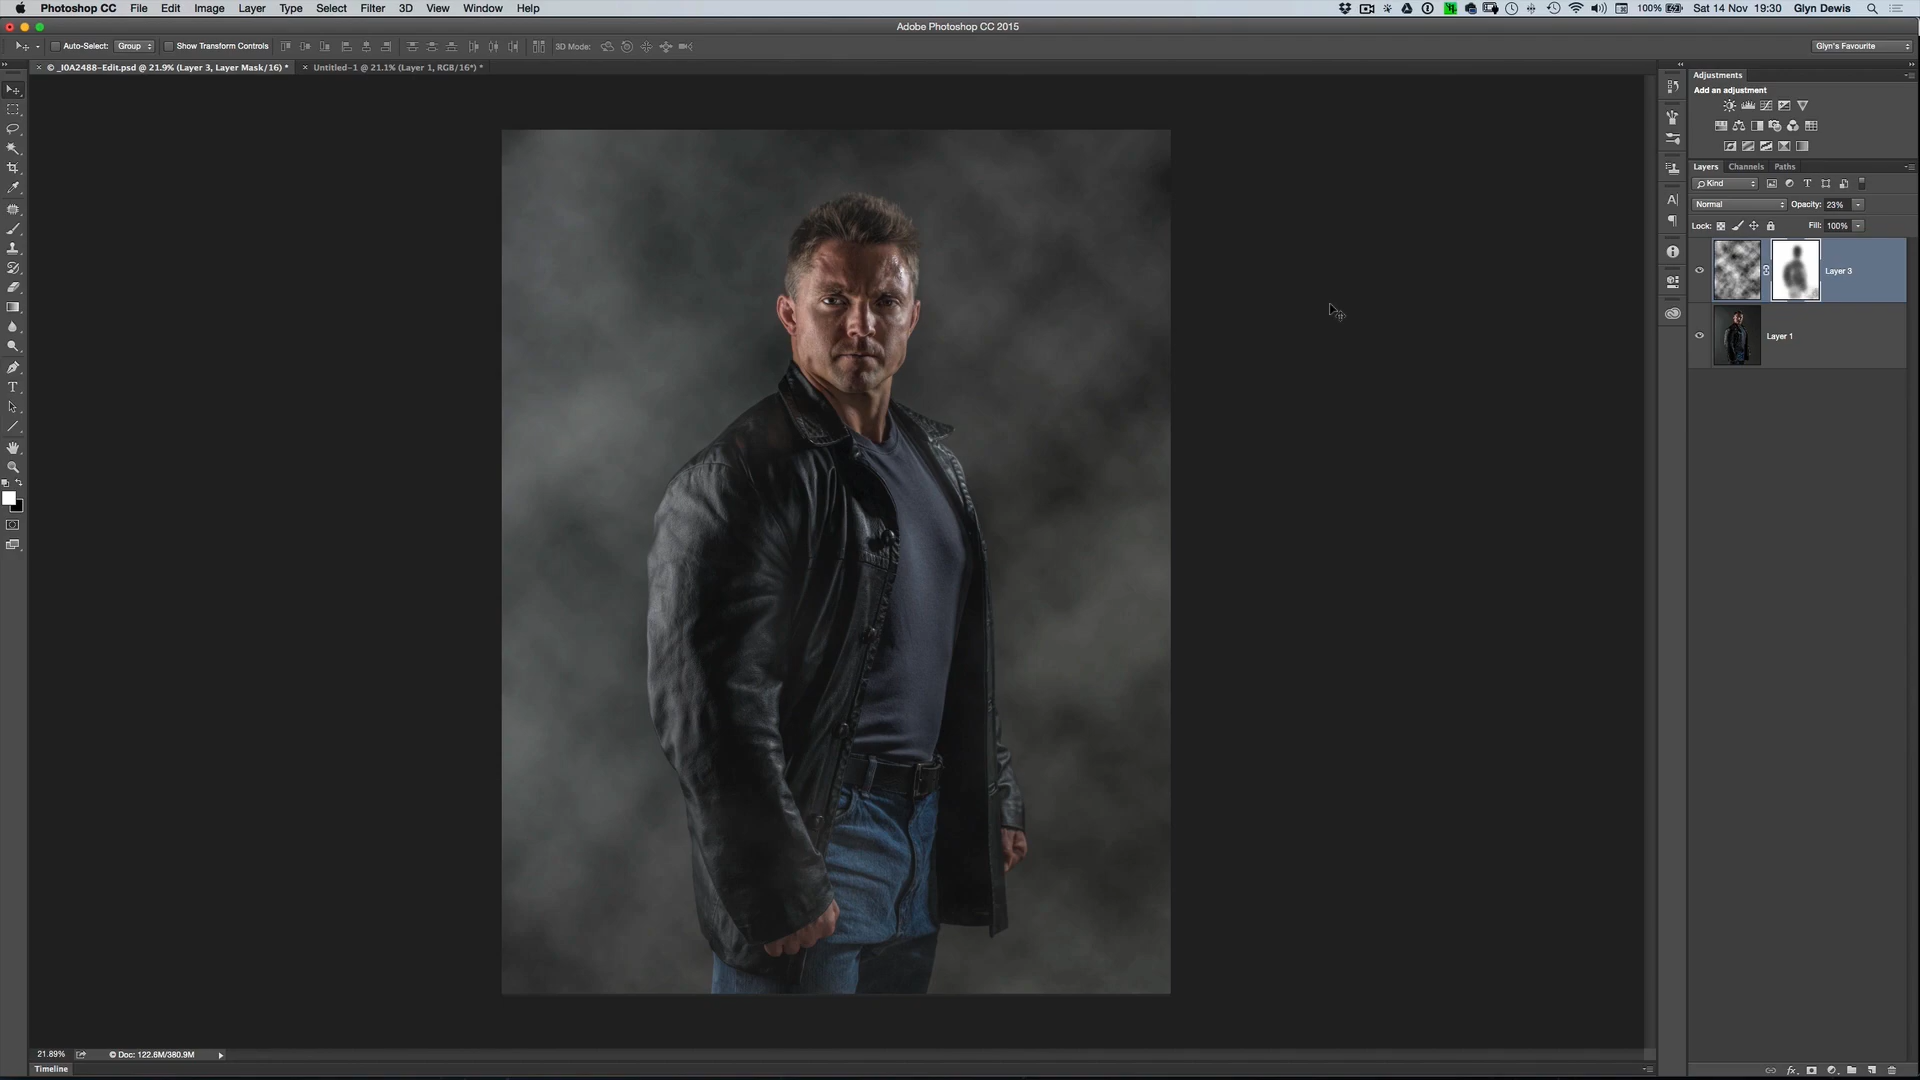 Photoshop CC File Edit Image Layer Type Select Filter 3D View Window Help 100% Sat 14 Nov 19:30 Glyn Dewis
Adobe Photoshop CC 2015
Auto-Select: Group Show Transform Controls 3D Mode: Glyn's Favourite
× © _I0A2488-Edit.psd @ 21.9% (Layer 3, Layer Mask/16) * × Untitled-1 @ 21.1% (Layer 1, RGB/16*) *
Adjustments
Add an adjustment
Layers Channels Paths
Kind
Normal Opacity: 23%
Lock: Fill: 100%
Layer 3
Layer 1
21.89% © Doc: 122.6M/380.9M
Timeline